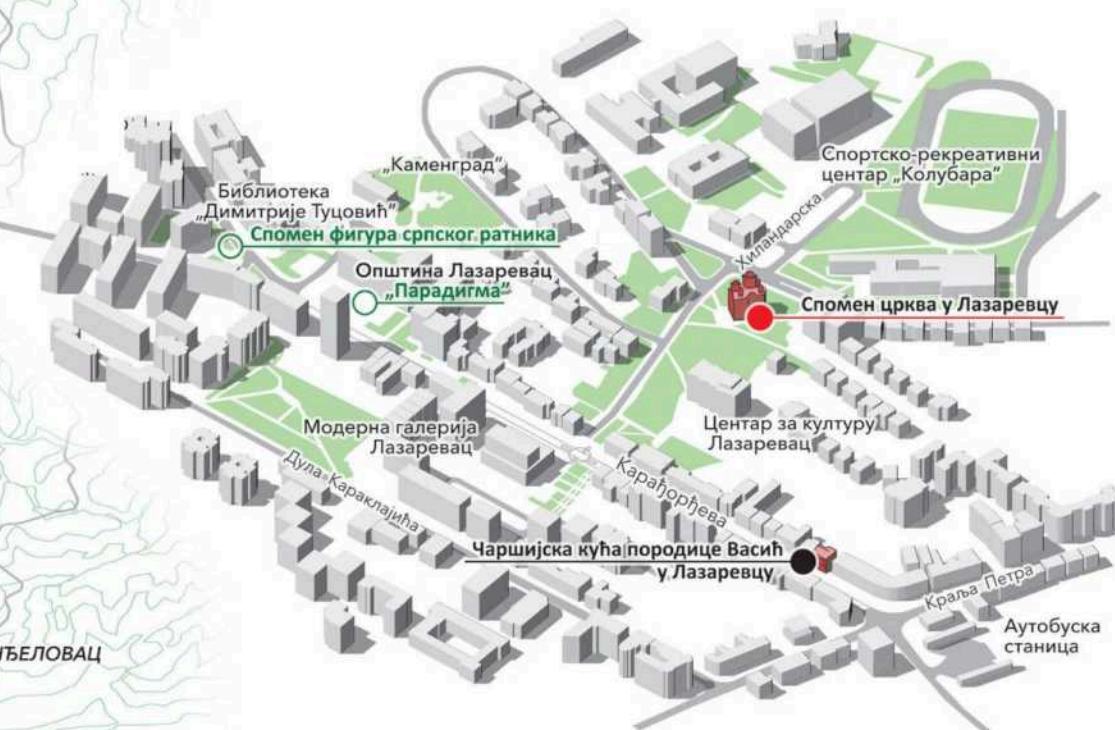 „Каменград“
Спортско-рекреативни
центар „Колубара“
Библиотека
„Димитрије Туцовић“
Спомен фигура српског ратника
Хиландарска
Општина Лазаревац
„Парадигма“
Спомен црква у Лазаревцу
Модерна галерија
Лазаревац
Центар за културу
Лазаревац
Дула Караклајића
Карађорђева
Чаршијска кућа породице Васић
у Лазаревцу
Краља Петра
Аутобуска
станица